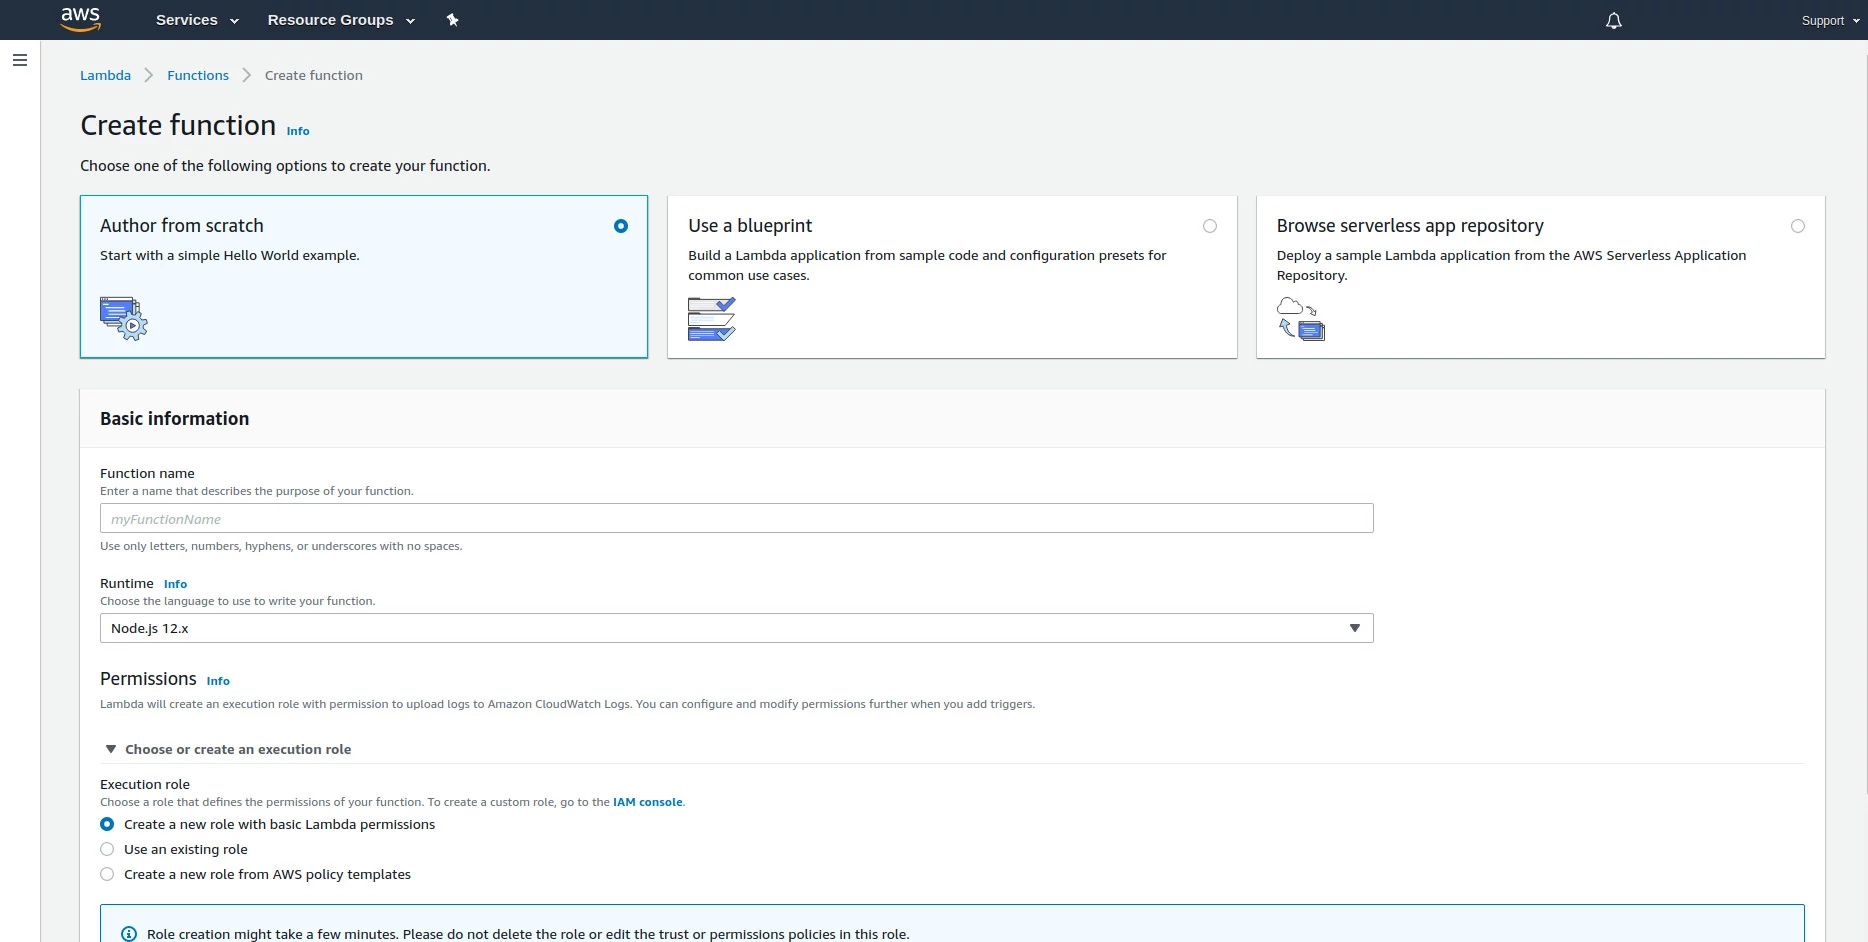 aws Services Resource Groups Support
Lambda Functions Create function
Create function Info
Choose one of the following options to create your function.
Author from scratch
Start with a simple Hello World example.
Use a blueprint
Build a Lambda application from sample code and configuration presets for
common use cases.
Browse serverless app repository
Deploy a sample Lambda application from the AWS Serverless Application
Repository.
Basic information
Function name
Enter a name that describes the purpose of your function.
myFunctionName
Use only letters, numbers, hyphens, or underscores with no spaces.
Runtime Info
Choose the language to use to write your function.
Node.js 12.x
Permissions Info
Lambda will create an execution role with permission to upload logs to Amazon CloudWatch Logs. You can configure and modify permissions further when you add triggers.
Choose or create an execution role
Execution role
Choose a role that defines the permissions of your function. To create a custom role, go to the IAM console.
Create a new role with basic Lambda permissions
Use an existing role
Create a new role from AWS policy templates
Role creation might take a few minutes. Please do not delete the role or edit the trust or permissions policies in this role.